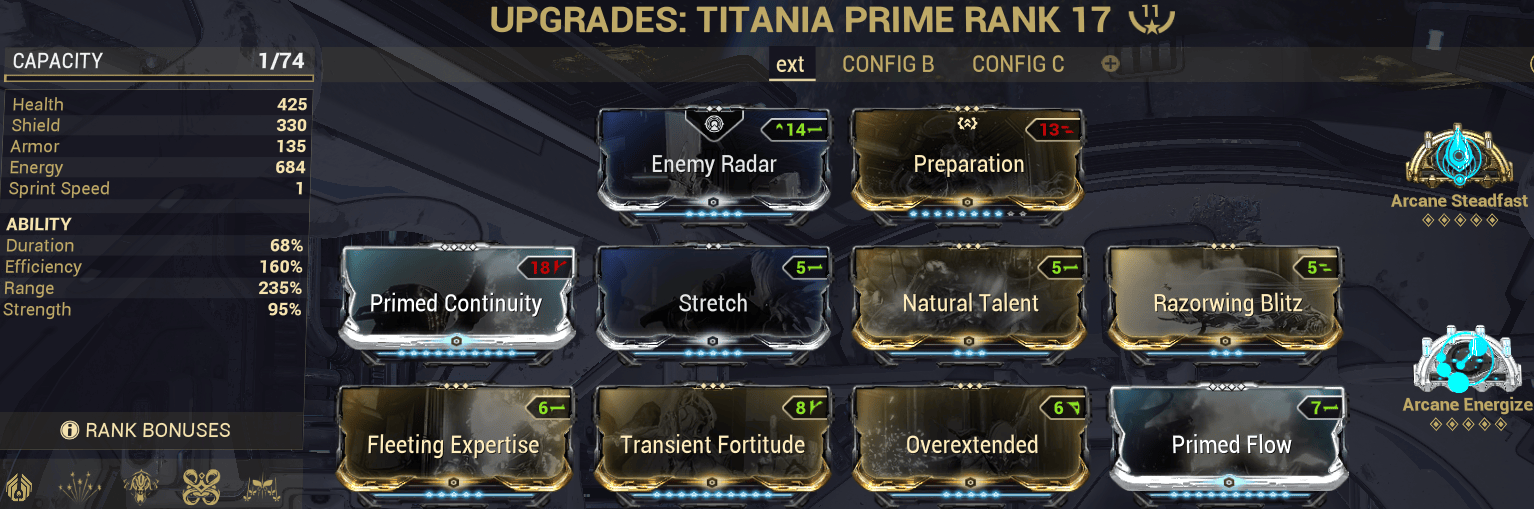 UPGRADES: TITANIA PRIME RANK 17 11
CAPACITY 1/74
ext CONFIG B CONFIG C
Health 425
Shield 330
Armor 135
Energy 684
Sprint Speed 1
ABILITY
Duration 68%
Efficiency 160%
Range 235%
Strength 95%
RANK BONUSES
14
Enemy Radar
13
Preparation
Arcane Steadfast
18
Primed Continuity
5
Stretch
5
Natural Talent
5
Razorwing Blitz
6
Fleeting Expertise
8
Transient Fortitude
6
Overextended
7
Primed Flow
Arcane Energize